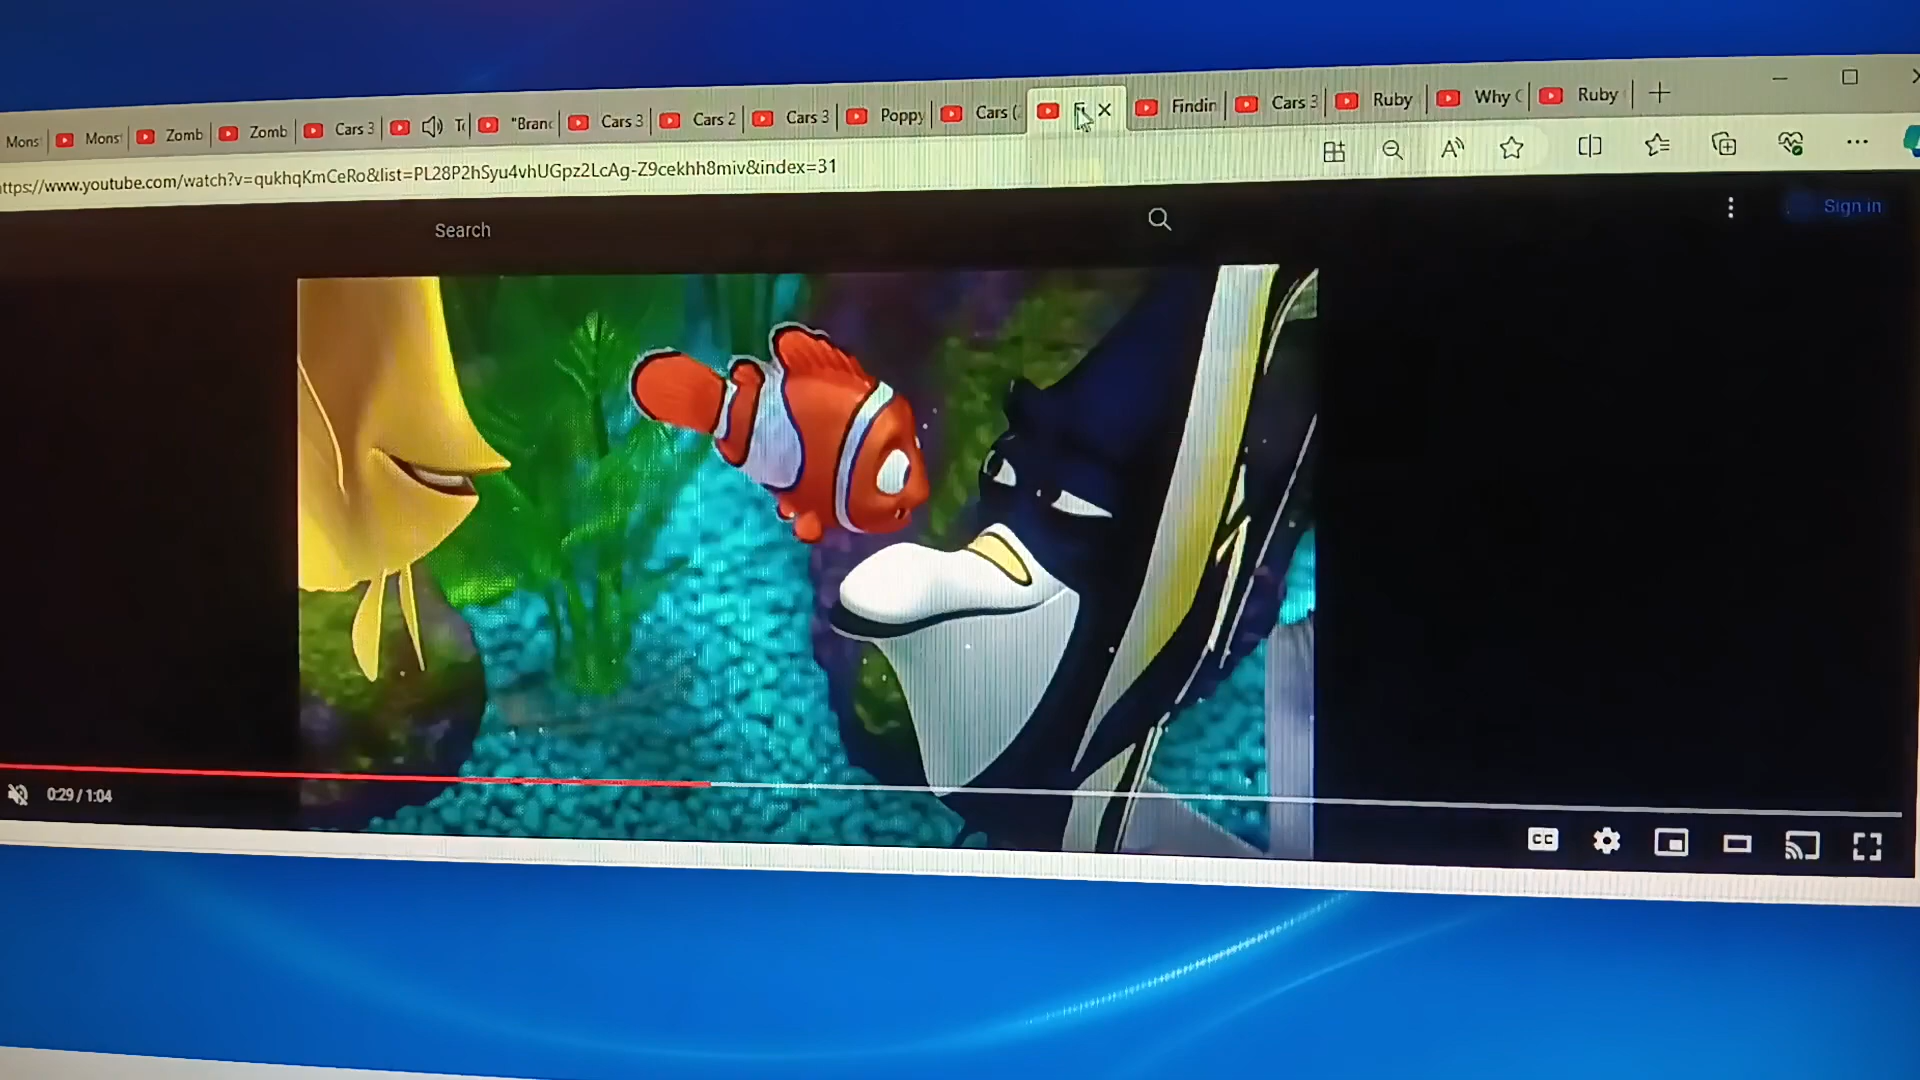 Mons Mons Zomb Zomb Cars 3 "Branc Cars 3 Cars 2 Cars 3 Poppy Cars ( Findin Cars 3 Ruby Why Ruby
ttps://www.youtube.com/watch?v=qukhqKmCeRo&list=PL28P2hSyu4vhUGpz2LcAg-Z9cekhh8miv&index=31
Search
Sign in
0:29 / 1:04
CC